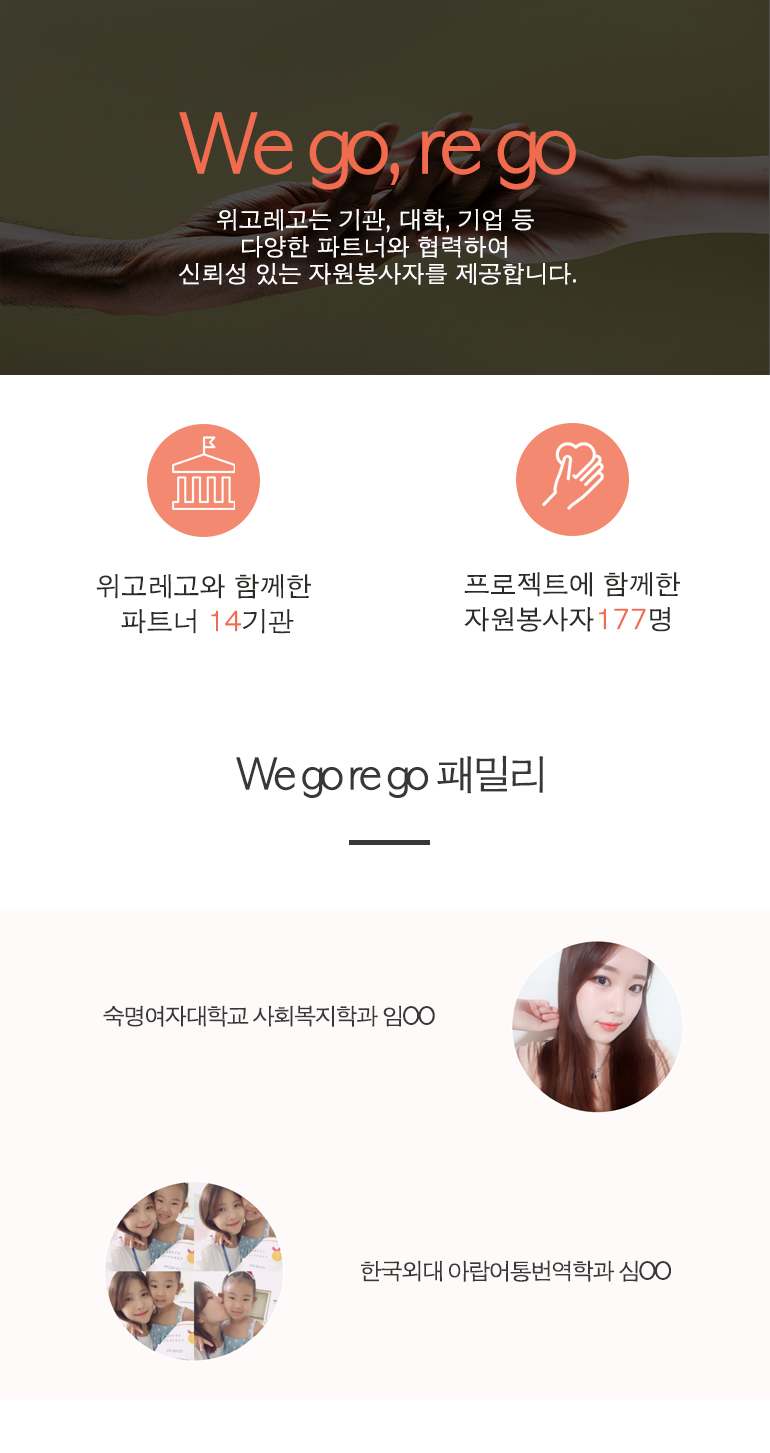 We go, re go
위고레고는 기관, 대학, 기업 등
다양한 파트너와 협력하여
신뢰성 있는 자원봉사자를 제공합니다.
위고레고와 함께한
파트너 14기관
프로젝트에 함께한
자원봉사자177명
We go re go 패밀리
숙명여자대학교 사회복지학과 임OO
한국외대 아랍어통번역학과 심OO